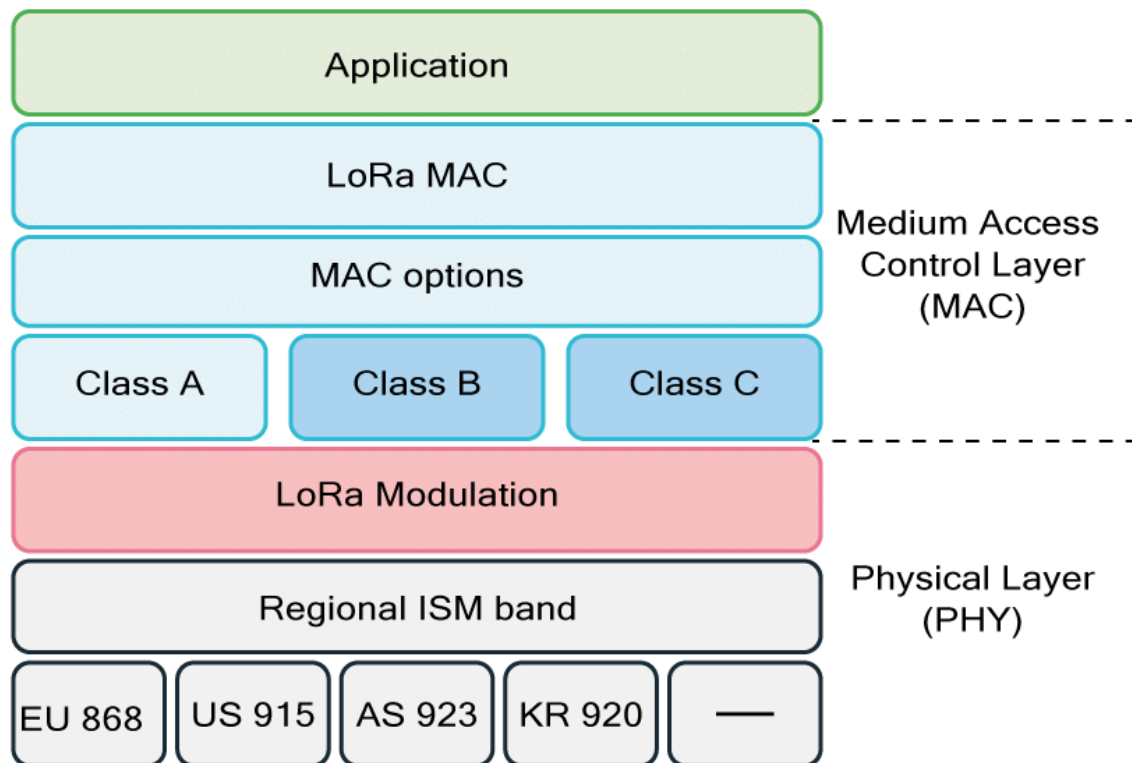 Application
LoRa MAC
MAC options
Class A
Class B
Class C
Medium Access
Control Layer
(MAC)
LoRa Modulation
Regional ISM band
EU 868
US 915
AS 923
KR 920
—
Physical Layer
(PHY)